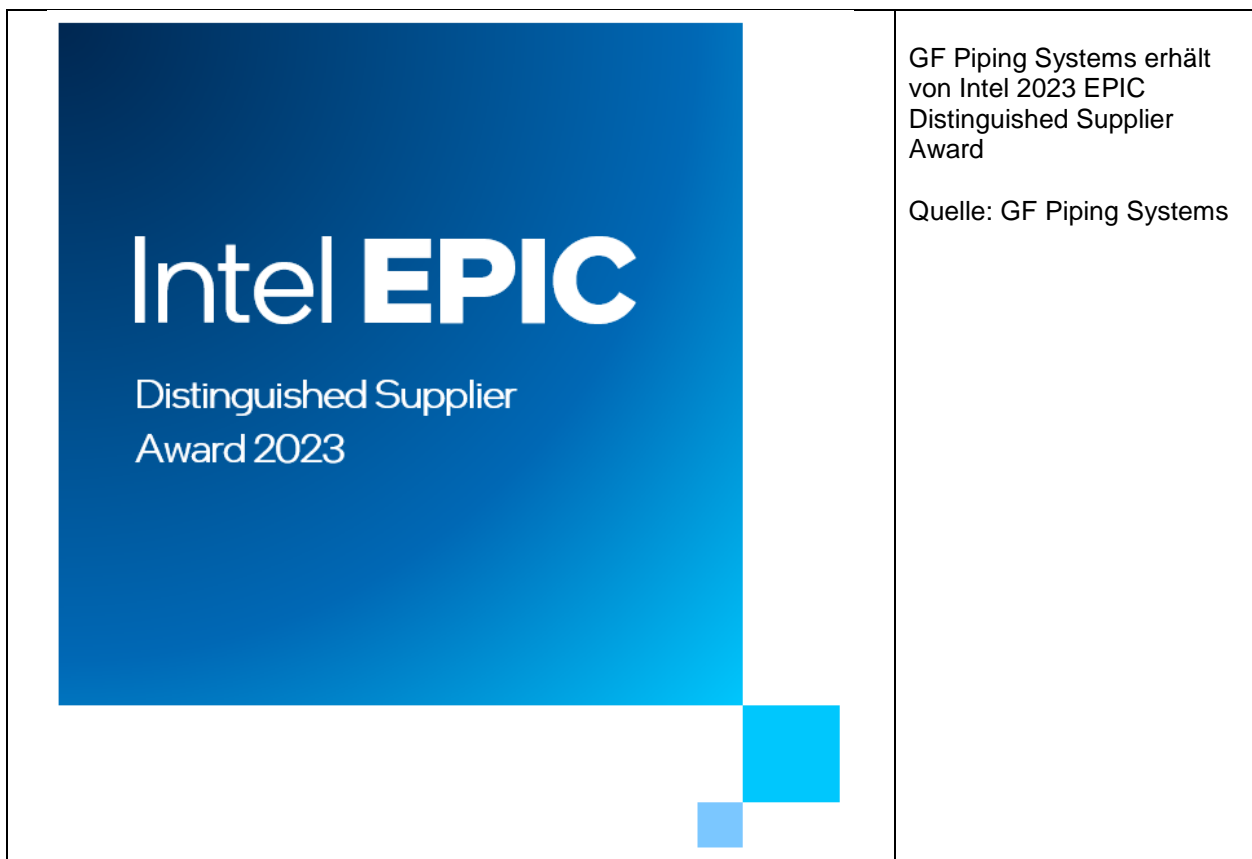 Intel EPIC
Distinguished Supplier
Award 2023
GF Piping Systems erhält
von Intel 2023 EPIC
Distinguished Supplier
Award
Quelle: GF Piping Systems